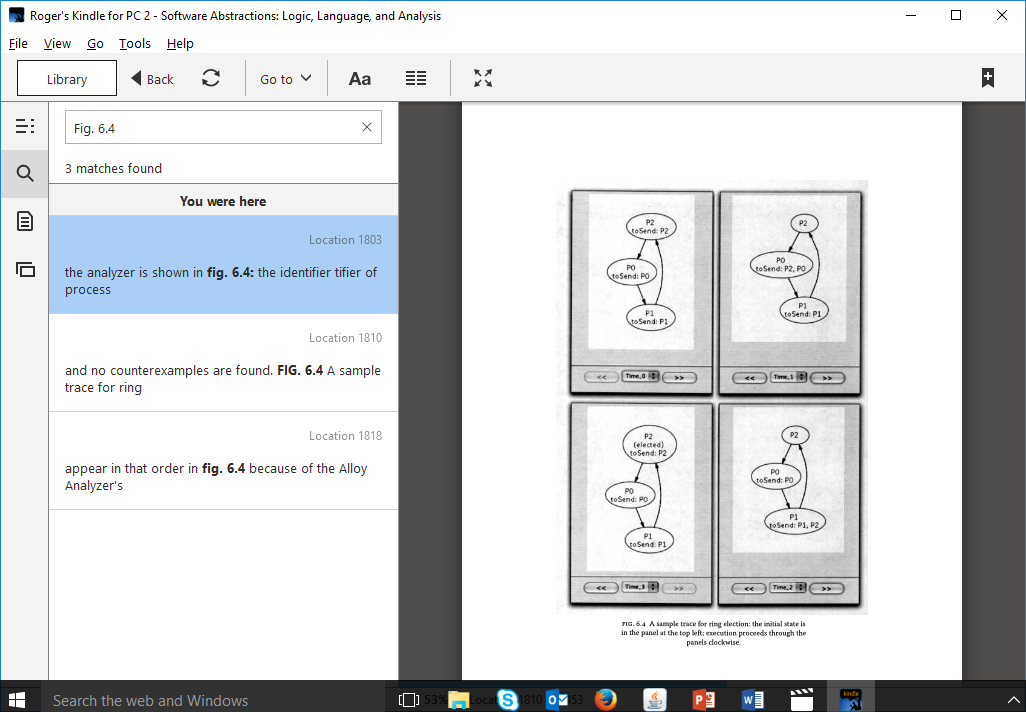 Roger's Kindle for PC 2 - Software Abstractions: Logic, Language, and Analysis
File View Go Tools Help
Library
Back
Go to
Aa
Fig. 6.4
3 matches found
You were here
Location 1803
the analyzer is shown in fig. 6.4: the identifier tifier of
process
Location 1810
and no counterexamples are found. FIG. 6.4 A sample
trace for ring
Location 1818
appear in that order in fig. 6.4 because of the Alloy
Analyzer's
P2
toSend: P2
P0
toSend: P0
P1
toSend: P1
<< Time_0 >>
P2
P0
toSend: P2, P0
P1
toSend: P1
<< Time_1 >>
P2
(elected)
toSend: P2
P0
toSend: P0
P1
toSend: P1
<< Time_3 >>
P2
P0
toSend: P0
P1
toSend: P1, P2
<< Time_2 >>
FIG. 6.4 A sample trace for ring election: the initial state is
in the panel at the top left; execution proceeds through the
panels clockwise.
Search the web and Windows
53%
1810
kindle